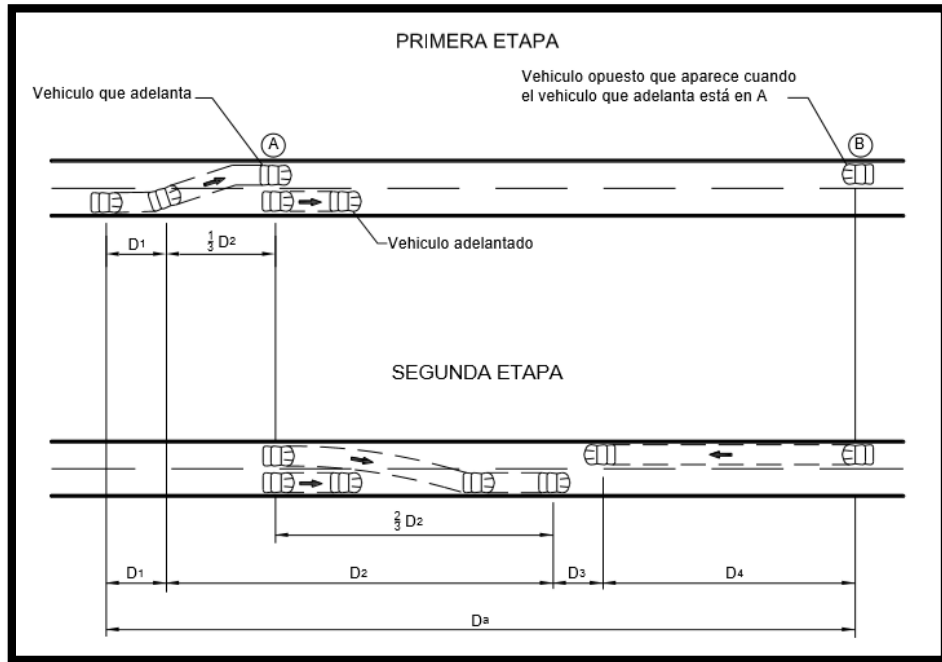 PRIMERA ETAPA
Vehiculo que adelanta
Vehiculo opuesto que aparece cuando
el vehiculo que adelanta está en A
A
B
Vehiculo adelantado
D1
1/3 D2
SEGUNDA ETAPA
2/3 D2
D1
D2
D3
D4
Da